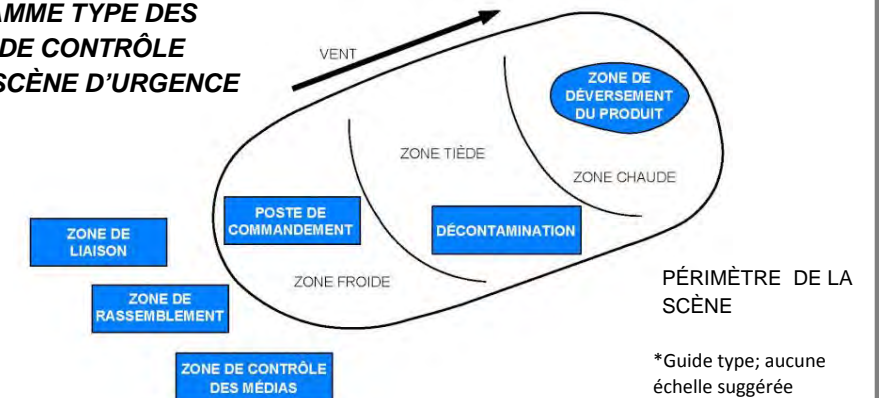 AMME TYPE DES
DE CONTRÔLE
SCÈNE D'URGENCE
VENT
ZONE DE
DÉVERSEMENT
DU PRODUIT
ZONE TIÈDE
ZONE CHAUDE
POSTE DE
COMMANDEMENT
DÉCONTAMINATION
ZONE DE
LIAISON
ZONE FROIDE
ZONE DE
RASSEMBLEMENT
ZONE DE CONTRÔLE
DES MÉDIAS
PÉRIMÈTRE DE LA
SCÈNE
*Guide type; aucune
échelle suggérée